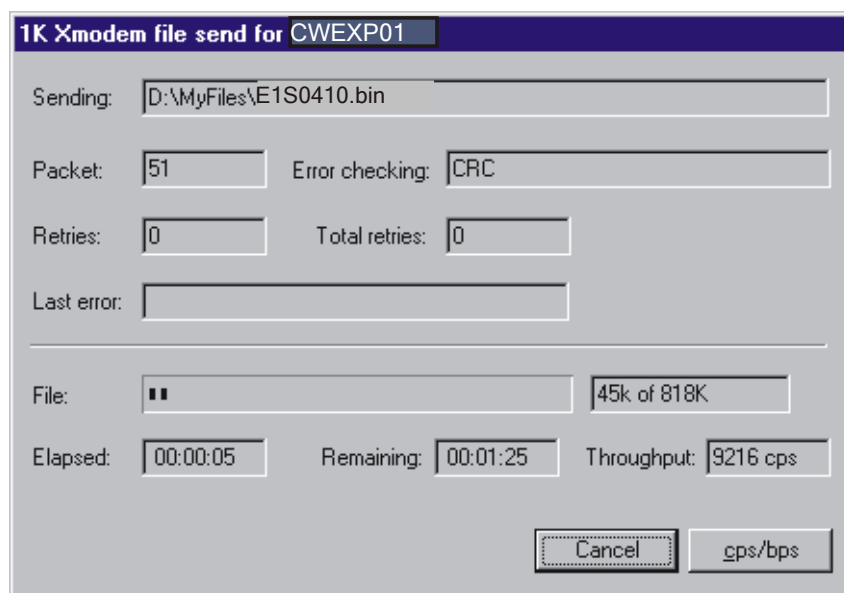 1K Xmodem file send for CWEXP01
Sending: D:\MyFiles\E1S0410.bin
Packet: 51 Error checking: CRC
Retries: 0 Total retries: 0
Last error:
File: 45k of 818K
Elapsed: 00:00:05 Remaining: 00:01:25 Throughput: 9216 cps
Cancel cps/bps